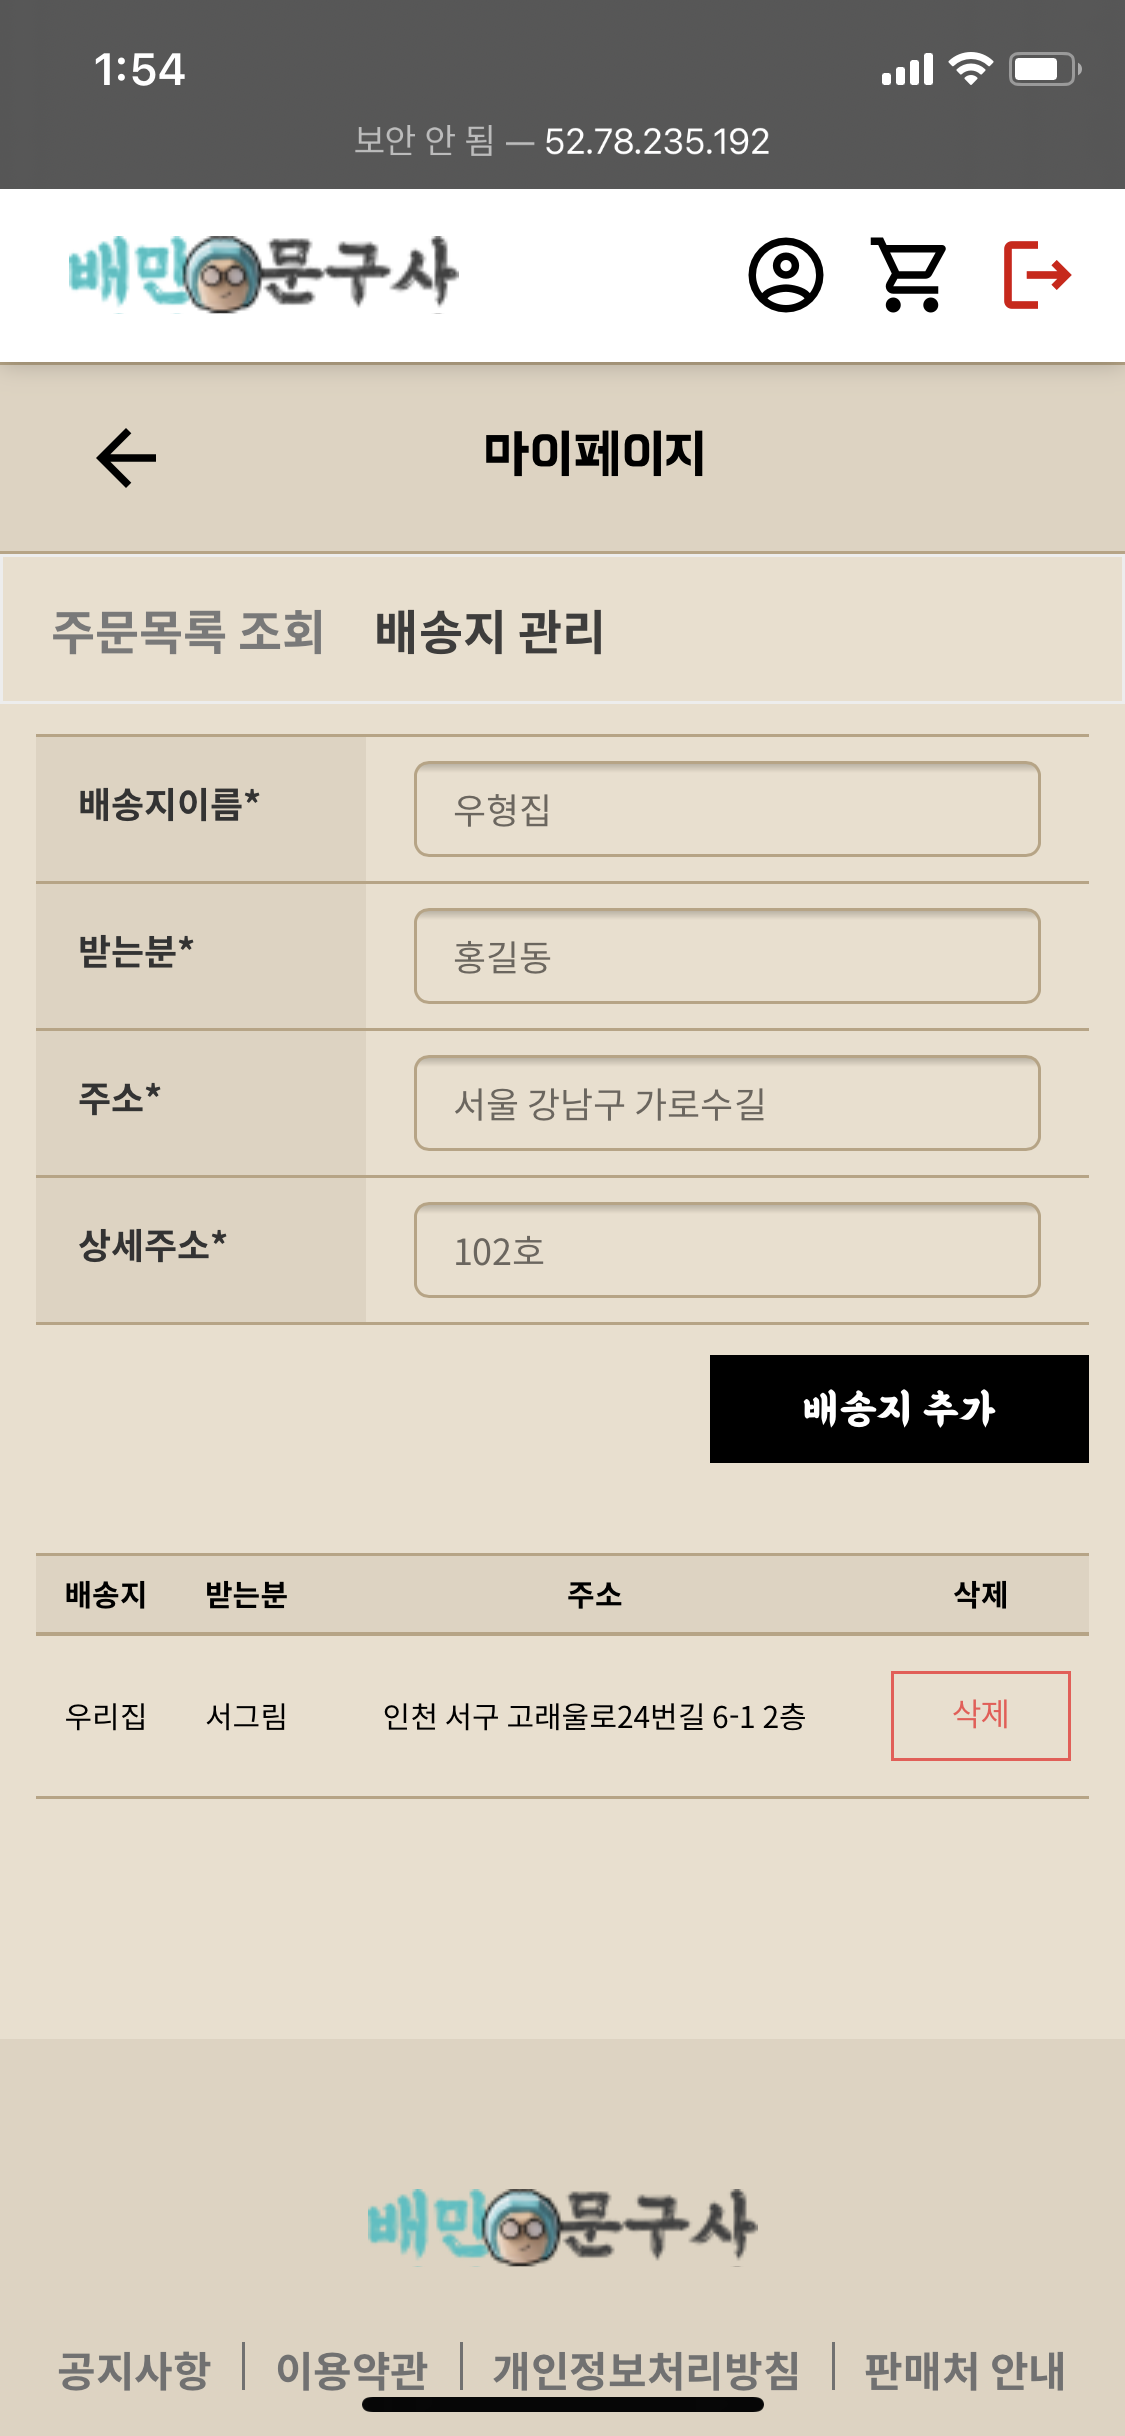 1:54
보안 안 됨 — 52.78.235.192
배민문구사
마이페이지
주문목록 조회 배송지 관리
배송지이름* 우형집
받는분* 홍길동
주소* 서울 강남구 가로수길
상세주소* 102호
배송지 추가
배송지 받는분 주소 삭제
우리집 서그림 인천 서구 고래울로24번길 6-1 2층 삭제
배민문구사
공지사항 이용약관 개인정보처리방침 판매처 안내